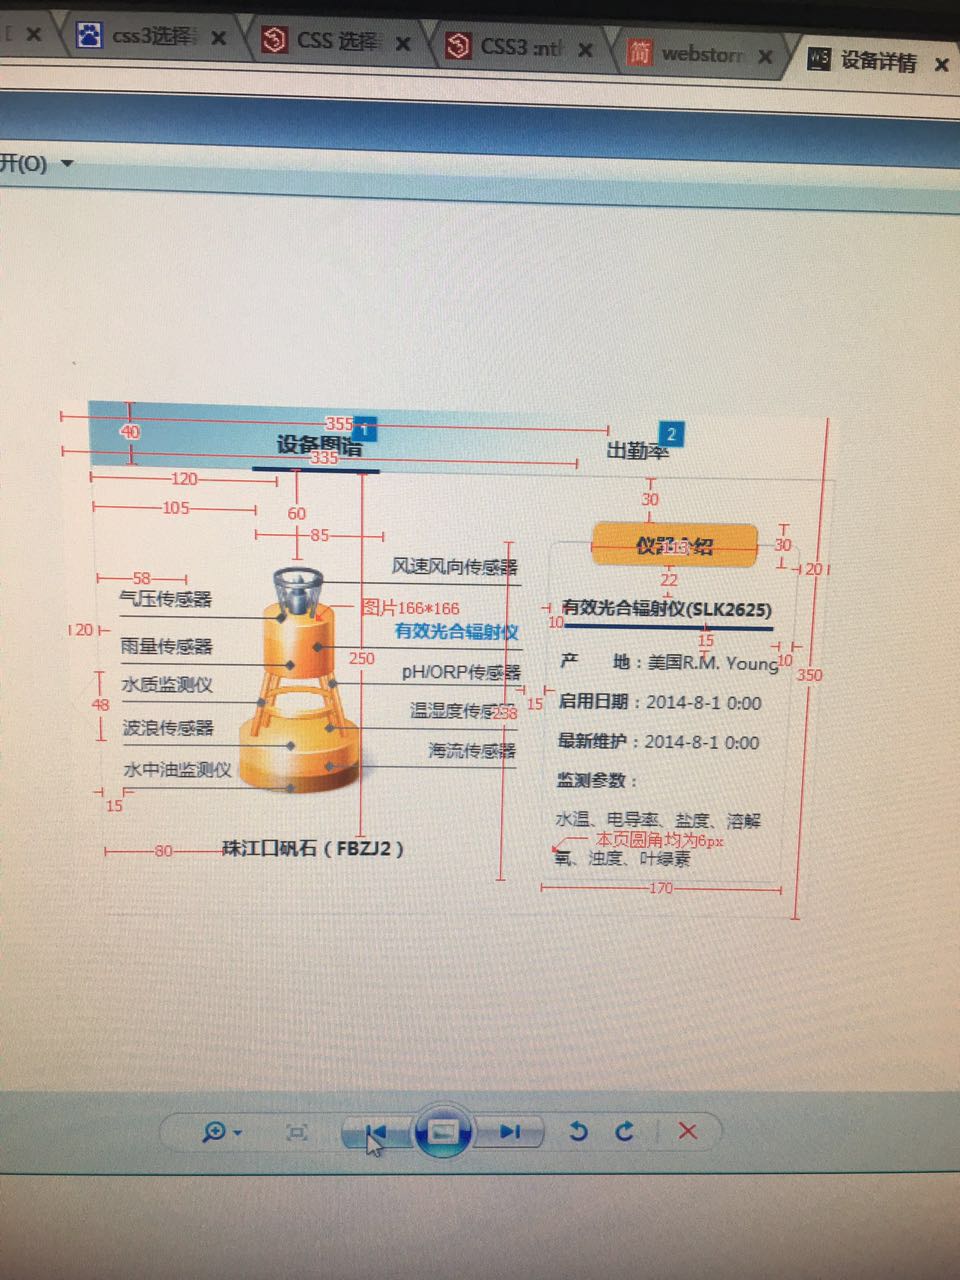 css3选择
CSS 选择
CSS3 :nth
简 webstorm
WS 设备详情
开(O)
355
1
40
设备图谱
335
2
出勤率
120
30
105
60
85
仪器介绍
113
30
风速风向传感器
20
58
22
气压传感器
图片166*166
有效光合辐射仪(SLK2625)
10
20
有效光合辐射仪
15
雨量传感器
250
产 地：美国R.M. Young
10
pH/ORP传感器
350
水质监测仪
48
温湿度传感
238
15
启用日期：2014-8-1 0:00
波浪传感器
海流传感器
最新维护：2014-8-1 0:00
水中油监测仪
监测参数：
15
水温、电导率、盐度、溶解
本页圆角均为6px
氧、浊度、叶绿素
80
珠江口矾石（FBZJ2）
170